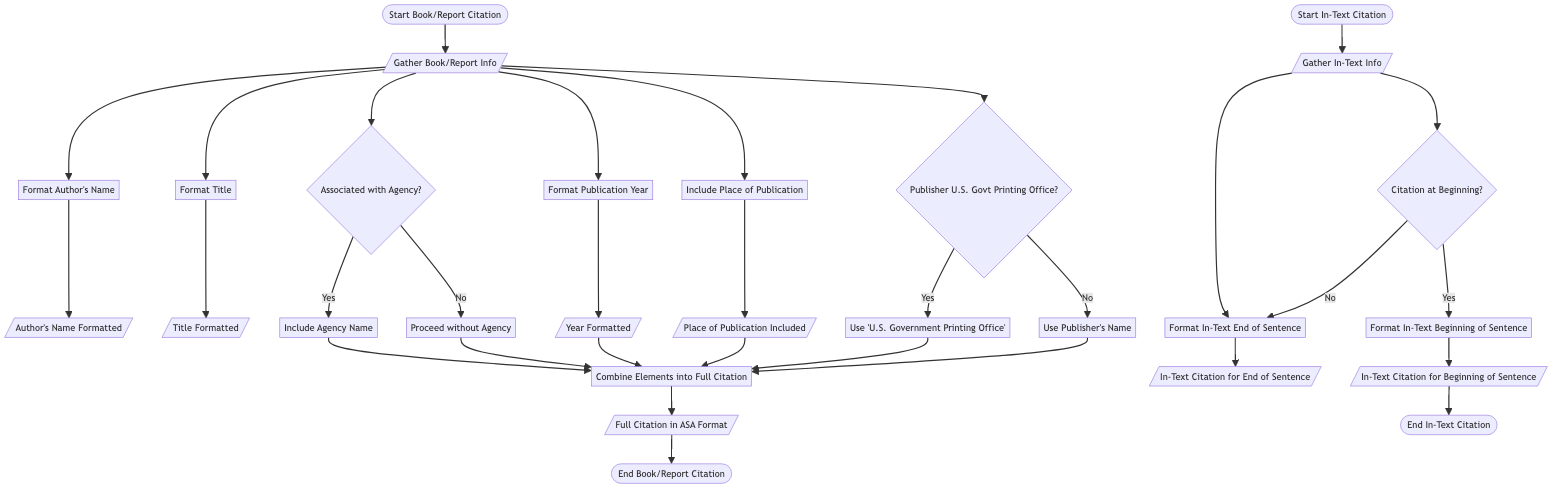 Start Book/Report Citation
Start In-Text Citation
Gather Book/Report Info
Gather In-Text Info
Format Author's Name
Format Title
Associated with Agency?
Format Publication Year
Include Place of Publication
Publisher U.S. Govt Printing Office?
Citation at Beginning?
Yes
No
Yes
No
No
Yes
Author's Name Formatted
Title Formatted
Include Agency Name
Proceed without Agency
Year Formatted
Place of Publication Included
Use 'U.S. Government Printing Office'
Use Publisher's Name
Format In-Text End of Sentence
Format In-Text Beginning of Sentence
Combine Elements into Full Citation
In-Text Citation for End of Sentence
In-Text Citation for Beginning of Sentence
Full Citation in ASA Format
End In-Text Citation
End Book/Report Citation